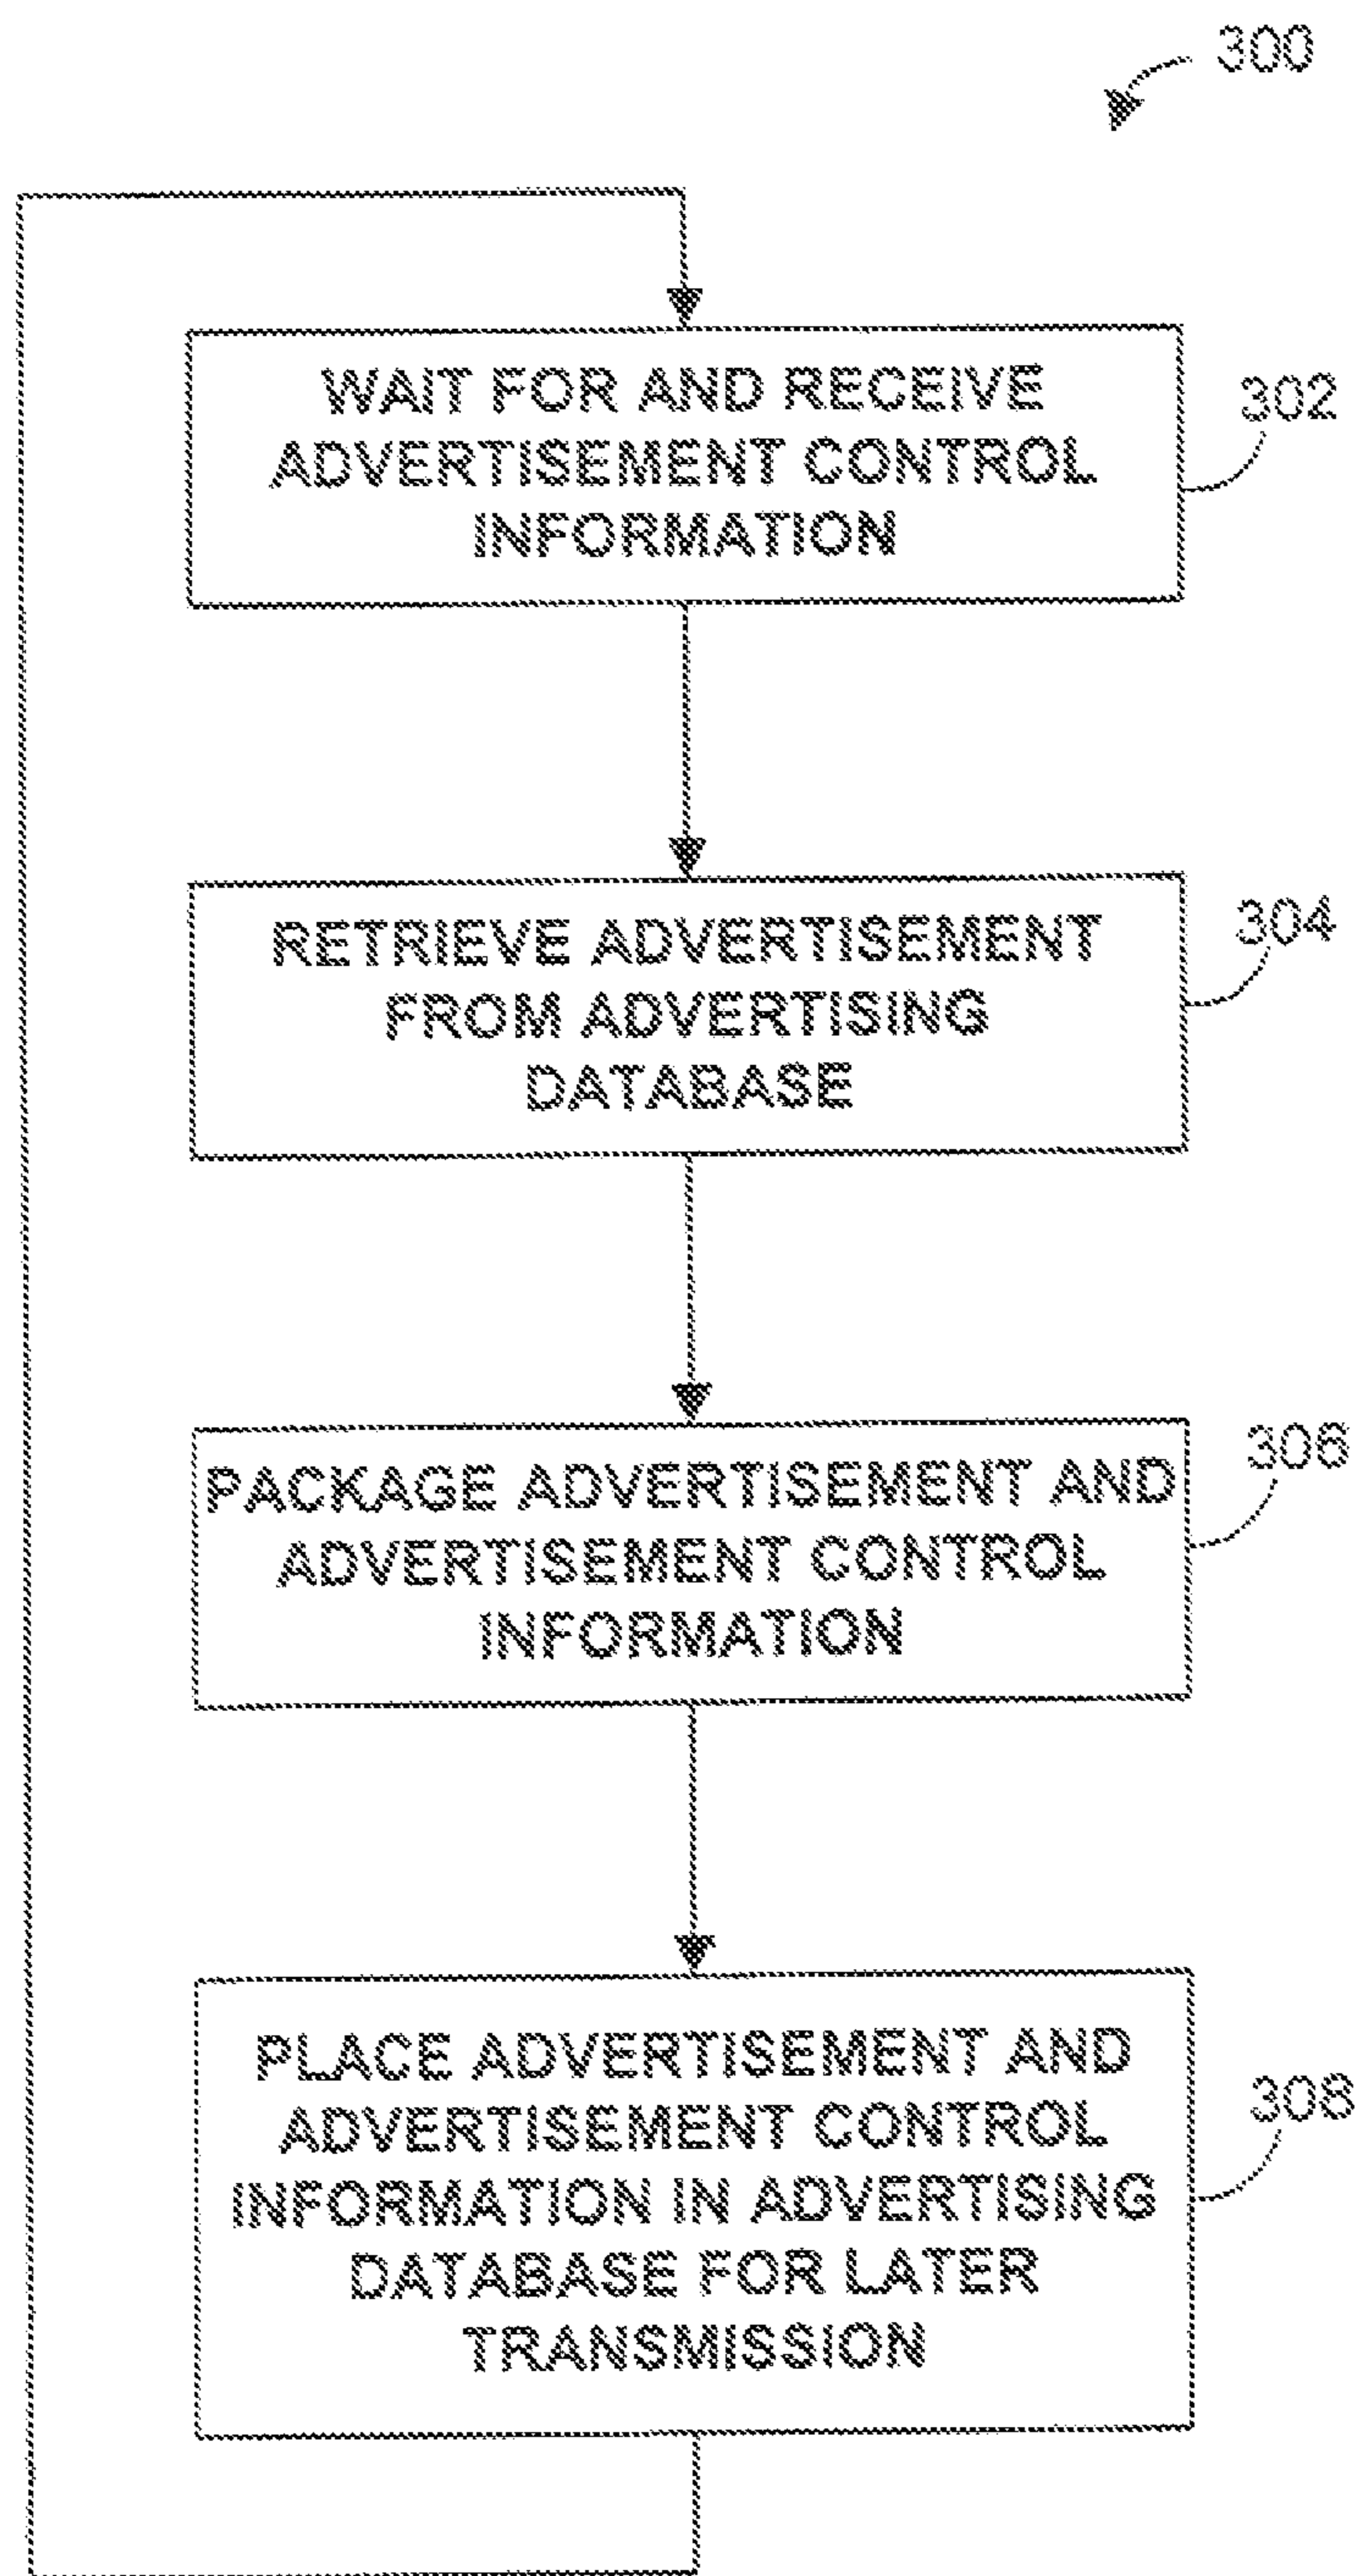 300
WAIT FOR AND RECEIVE
ADVERTISEMENT CONTROL
INFORMATION
302
RETRIEVE ADVERTISEMENT
FROM ADVERTISING
DATABASE
304
PACKAGE ADVERTISEMENT AND
ADVERTISEMENT CONTROL
INFORMATION
306
PLACE ADVERTISEMENT AND
ADVERTISEMENT CONTROL
INFORMATION IN ADVERTISING
DATABASE FOR LATER
TRANSMISSION
308